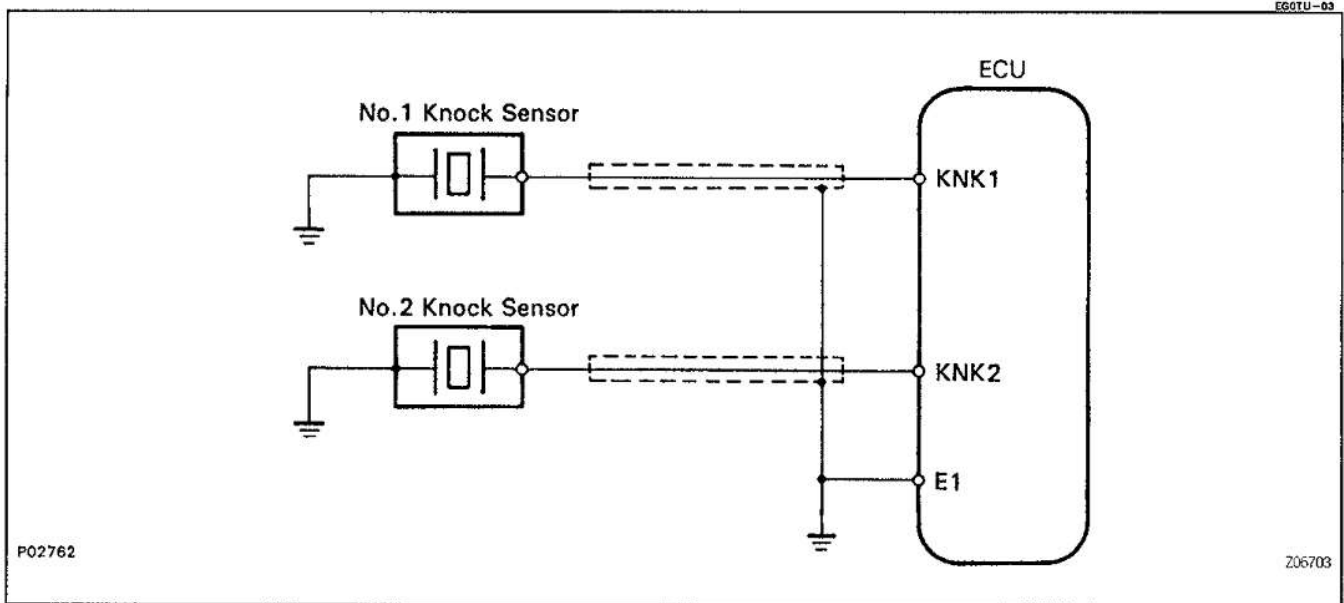 EG0TU-03
ECU
No.1 Knock Sensor
KNK1
No.2 Knock Sensor
KNK2
E1
P02762
Z06703